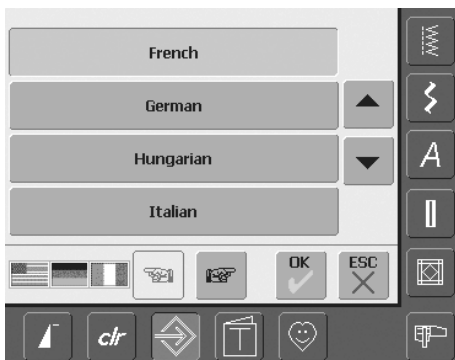 French
German
Hungarian
Italian
A
OK ESC
clr T